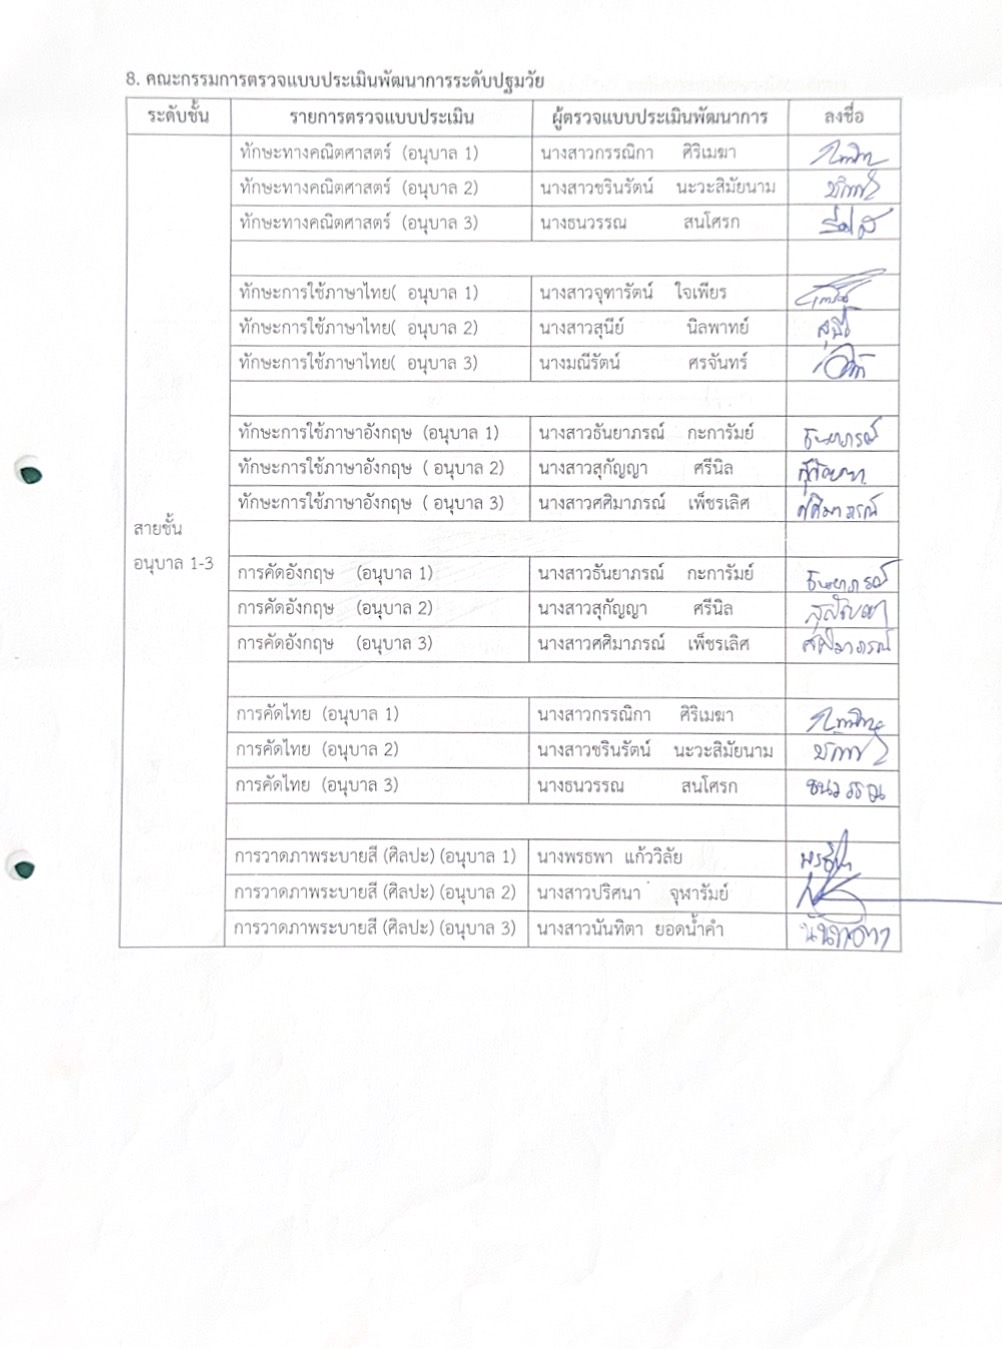 8. คณะกรรมการตรวจแบบประเมินพัฒนาการระดับปฐมวัย
ระดับชั้น รายการตรวจแบบประเมิน ผู้ตรวจแบบประเมินพัฒนาการ ลงชื่อ
ทักษะทางคณิตศาสตร์ (อนุบาล 1) นางสาวกรรณิกา ศิริเมฆา
ทักษะทางคณิตศาสตร์ (อนุบาล 2) นางสาวชรินรัตน์ นะวะสิมัยนาม
ทักษะทางคณิตศาสตร์ (อนุบาล 3) นางธนวรรณ สนโศรก
ทักษะการใช้ภาษาไทย( อนุบาล 1) นางสาวจุฑารัตน์ ใจเพียร
ทักษะการใช้ภาษาไทย( อนุบาล 2) นางสาวสุนีย์ นิลพาทย์
ทักษะการใช้ภาษาไทย( อนุบาล 3) นางมณีรัตน์ ศรจันทร์
ทักษะการใช้ภาษาอังกฤษ (อนุบาล 1) นางสาวธันยาภรณ์ กะการัมย์ ธันยาภรณ์
ทักษะการใช้ภาษาอังกฤษ ( อนุบาล 2) นางสาวสุกัญญา ศรีนิล
ทักษะการใช้ภาษาอังกฤษ ( อนุบาล 3) นางสาวศศิมาภรณ์ เพ็ชรเลิศ ศศิมาภรณ์
สายชั้น
อนุบาล 1-3
การคัดอังกฤษ (อนุบาล 1) นางสาวธันยาภรณ์ กะการัมย์ ธันยาภรณ์
การคัดอังกฤษ (อนุบาล 2) นางสาวสุกัญญา ศรีนิล สุกัญญา
การคัดอังกฤษ (อนุบาล 3) นางสาวศศิมาภรณ์ เพ็ชรเลิศ ศศิมาภรณ์
การคัดไทย (อนุบาล 1) นางสาวกรรณิกา ศิริเมฆา
การคัดไทย (อนุบาล 2) นางสาวชรินรัตน์ นะวะสิมัยนาม
การคัดไทย (อนุบาล 3) นางธนวรรณ สนโศรก ธนวรรณ
การวาดภาพระบายสี (ศิลปะ) (อนุบาล 1) นางพรธพา แก้ววิลัย
การวาดภาพระบายสี (ศิลปะ) (อนุบาล 2) นางสาวปริศนา จุฬารัมย์
การวาดภาพระบายสี (ศิลปะ) (อนุบาล 3) นางสาวนันทิตา ยอดน้ำคำ